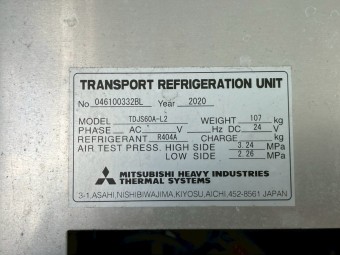 TRANSPORT REFRIGERATION UNIT
No. 046100332BL Year 2020
MODEL TDJS60A-L2 WEIGHT 107 kg
PHASE AC V Hz DC 24 V
REFRIGERANT R404A CHARGE kg
AIR TEST PRESS. HIGH SIDE 3.24 MPa
LOW SIDE 2.26 MPa
MITSUBISHI HEAVY INDUSTRIES
THERMAL SYSTEMS
3-1, ASAHI, NISHIBIWAJIMA, KIYOSU, AICHI, 452-8561 JAPAN